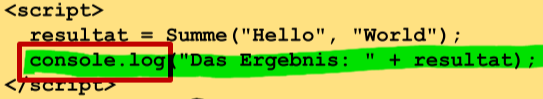 <script>
resultat = Summe("Hello", "World");
console.log("Das Ergebnis: " + resultat);
</script>